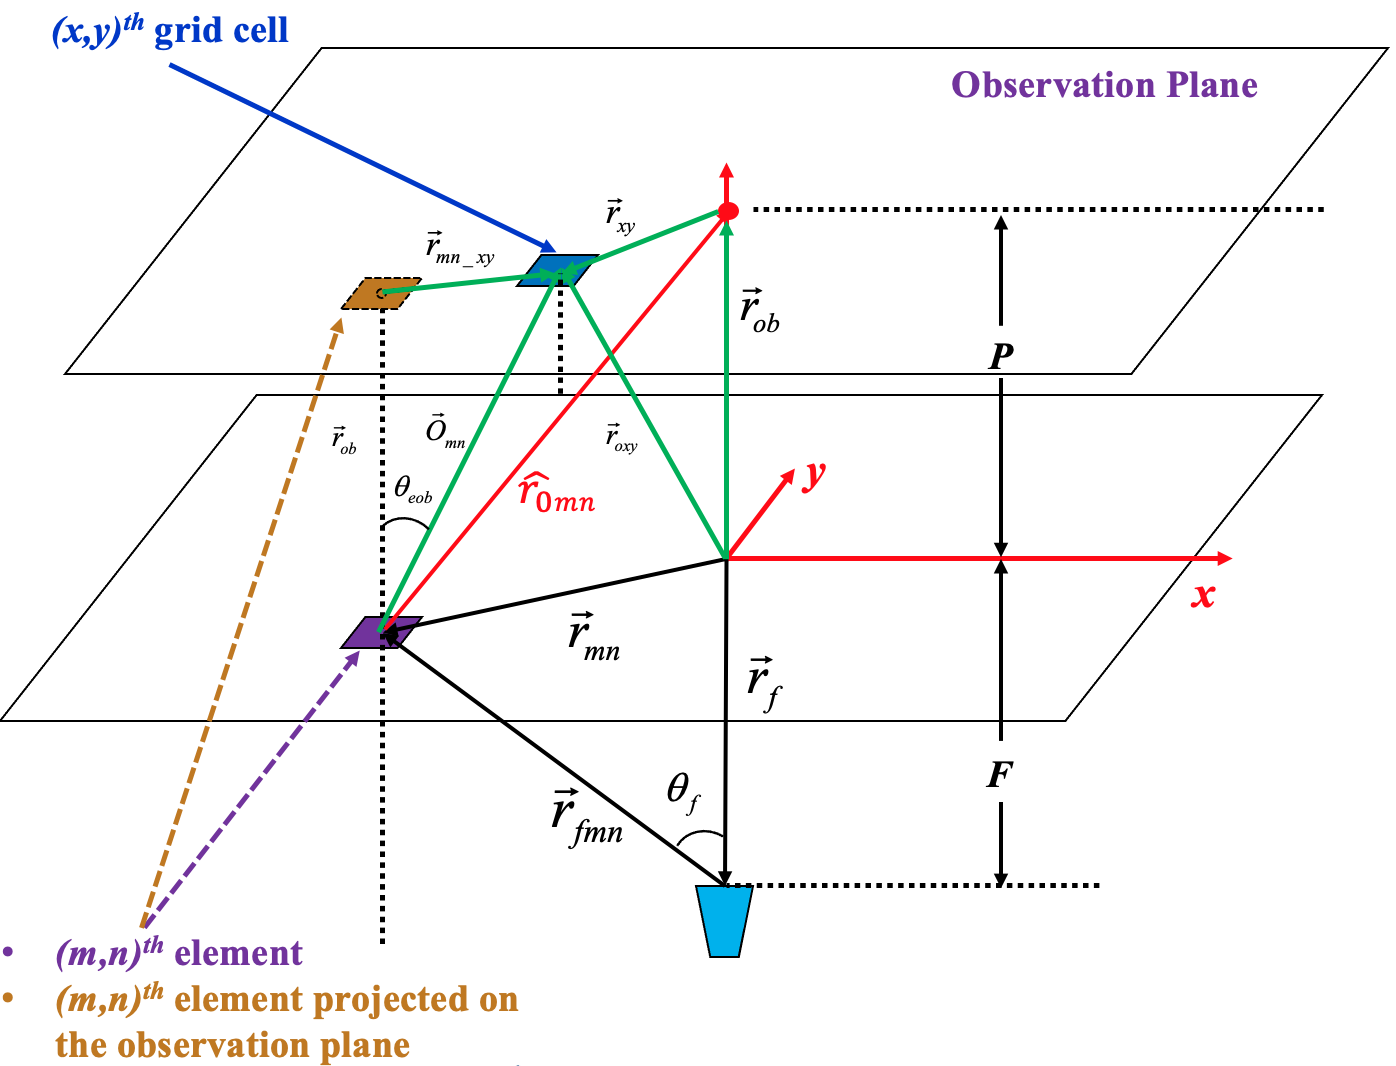 (x,y)th grid cell
Observation Plane
r⃗xy
r⃗mn_xy
r⃗ob
P
r⃗ob
O⃗mn
r⃗oxy
θeob
r̂0mn
y
x
r⃗mn
r⃗f
F
θf
r⃗fmn
• (m,n)th element
• (m,n)th element projected on
the observation plane